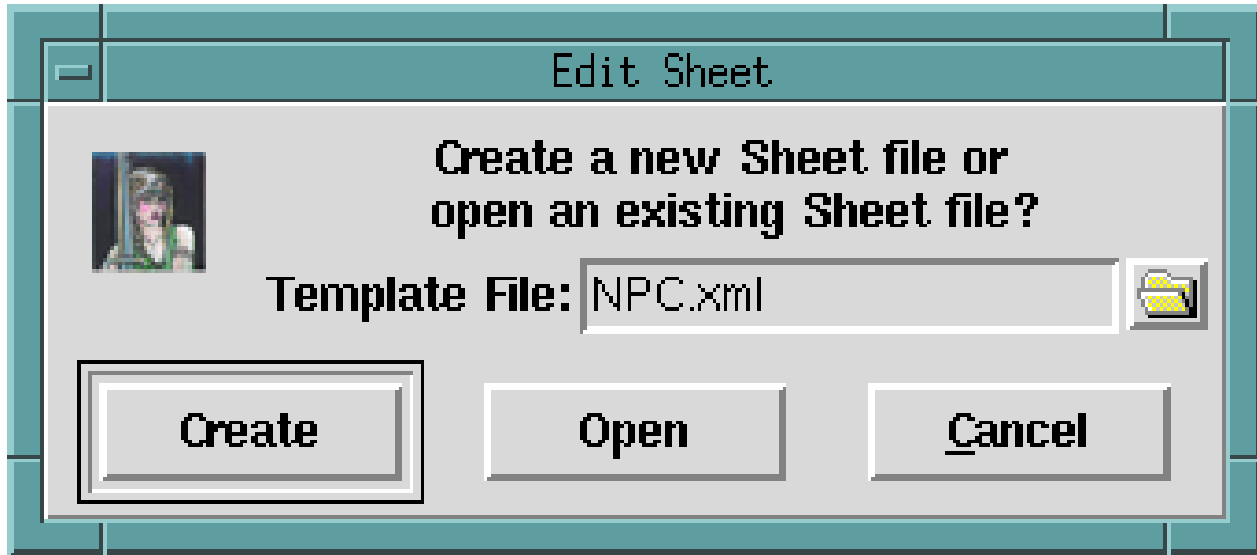 Edit Sheet
Create a new Sheet file or
open an existing Sheet file?
Template File: NPC.xml
Create Open Cancel